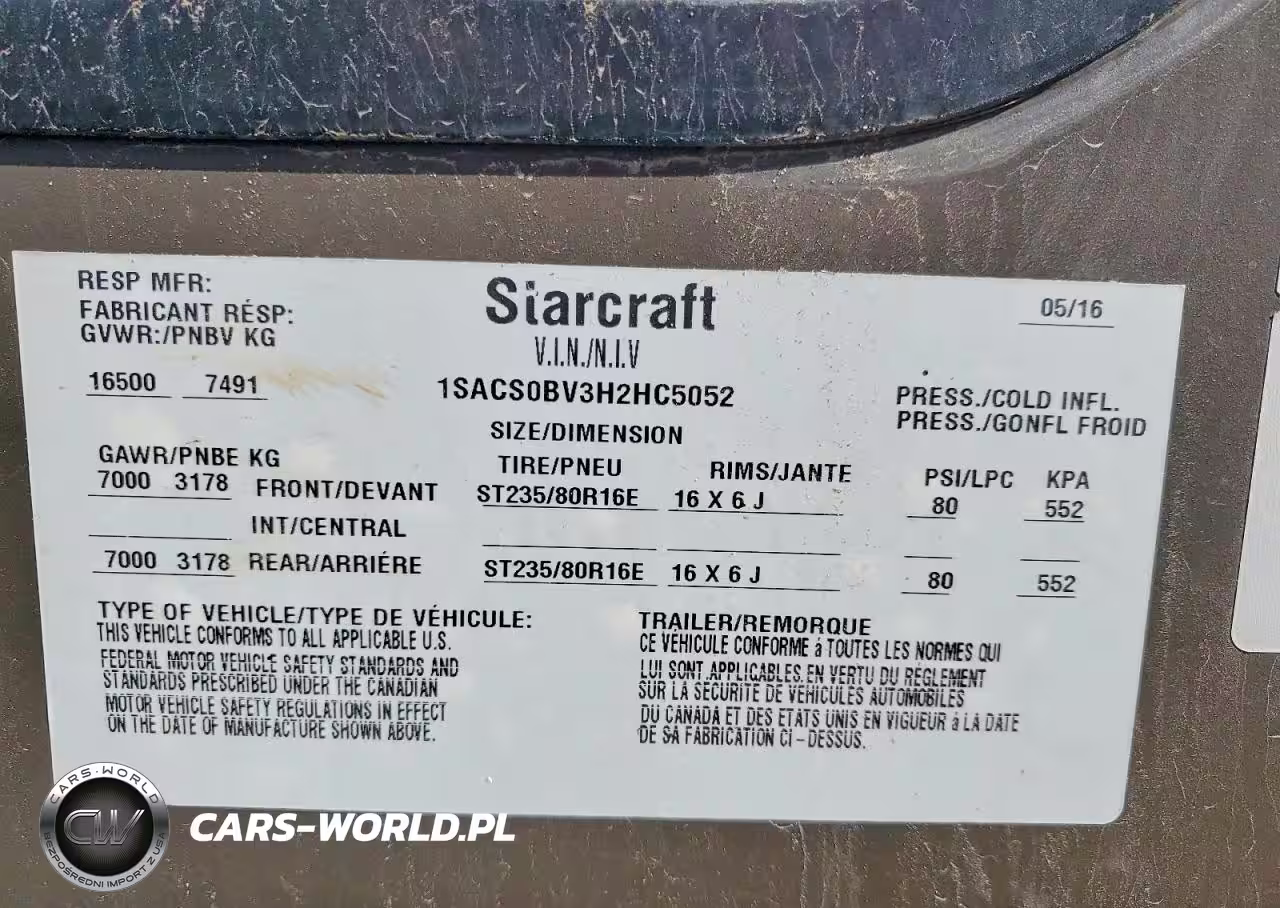 RESP MFR:
FABRICANT RÉSP:
GVWR:/PNBV KG
16500 7491
Starcraft
05/16
V.I.N./N.I.V
1SACS0BV3H2HC5052
PRESS./COLD INFL.
PRESS./GONFL FROID
SIZE/DIMENSION
GAWR/PNBE KG
TIRE/PNEU RIMS/JANTE PSI/LPC KPA
7000 3178 FRONT/DEVANT ST235/80R16E 16 X 6 J 80 552
INT/CENTRAL
7000 3178 REAR/ARRIÉRE ST235/80R16E 16 X 6 J 80 552
TYPE OF VEHICLE/TYPE DE VÉHICULE:
THIS VEHICLE CONFORMS TO ALL APPLICABLE U.S.
FEDERAL MOTOR VEHICLE SAFETY STANDARDS AND
STANDARDS PRESCRIBED UNDER THE CANADIAN
MOTOR VEHICLE SAFETY REGULATIONS IN EFFECT
ON THE DATE OF MANUFACTURE SHOWN ABOVE.
TRAILER/REMORQUE
CE VÉHICULE CONFORME á TOUTES LES NORMES QUI
LUI SONT APPLICABLES EN VERTU DU RÉGLEMENT
SUR LA SÉCURITÉ DE VÉHICULES AUTOMOBILES
DU CANADA ET DES ETATS UNIS EN VIGUEUR á LA DATE
DE SA FABRICATION CI-DESSUS.
CARS-WORLD
CW
BEZPOŚREDNI IMPORT Z USA
CARS-WORLD.PL